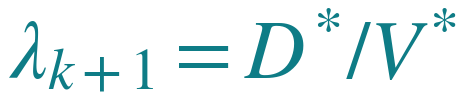 λₖ₊₁ = D*/V*